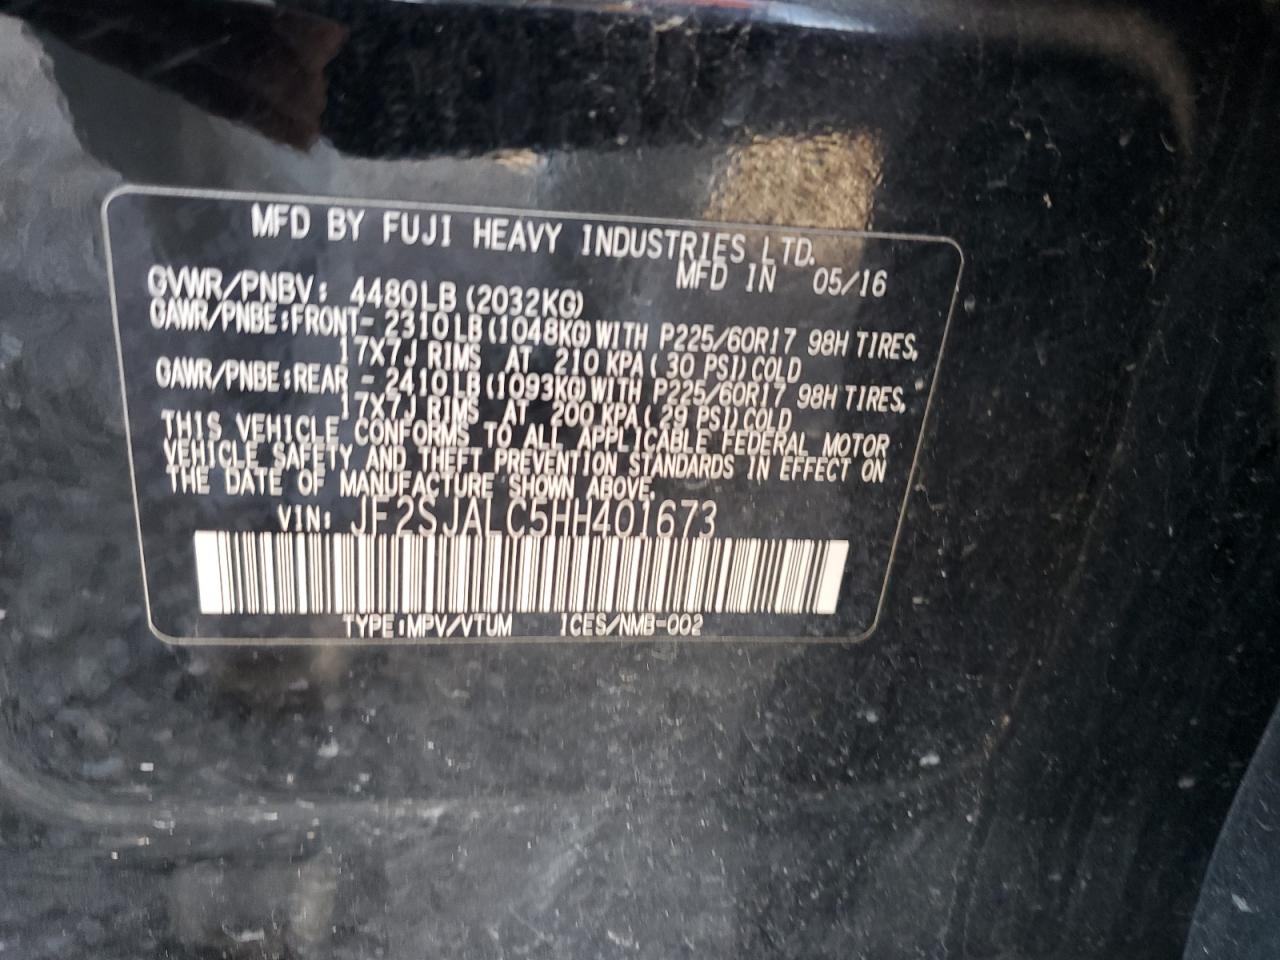 MFD BY FUJI HEAVY INDUSTRIES LTD.
MFD IN 05/16
GVWR/PNBV: 4480LB(2032KG)
GAWR/PNBE:FRONT- 2310LB(1048KG)WITH P225/60R17 98H TIRES,
17X7J RIMS AT 210 KPA(30 PSI)COLD
GAWR/PNBE:REAR - 2410LB(1093KG)WITH P225/60R17 98H TIRES,
17X7J RIMS AT 200 KPA(29 PSI)COLD
THIS VEHICLE CONFORMS TO ALL APPLICABLE FEDERAL MOTOR
VEHICLE SAFETY AND THEFT PREVENTION STANDARDS IN EFFECT ON
THE DATE OF MANUFACTURE SHOWN ABOVE.
VIN: JF2SJALC5HH401673
TYPE:MPV/VTUM ICES/NMB-002